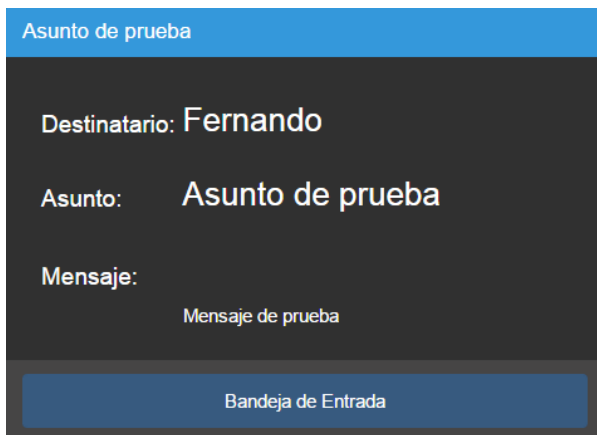 Asunto de prueba
Destinatario: Fernando
Asunto: Asunto de prueba
Mensaje:
Mensaje de prueba
Bandeja de Entrada